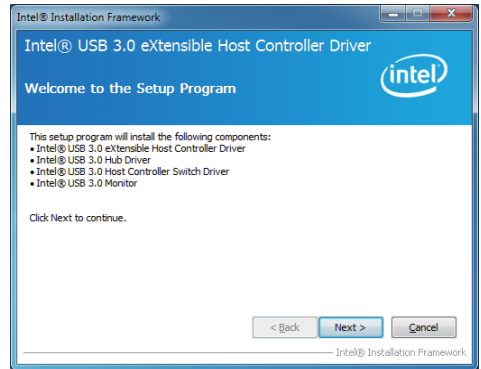 Intel® Installation Framework
Intel® USB 3.0 eXtensible Host Controller Driver
intel
Welcome to the Setup Program
This setup program will install the following components:
• Intel® USB 3.0 eXtensible Host Controller Driver
• Intel® USB 3.0 Hub Driver
• Intel® USB 3.0 Host Controller Switch Driver
• Intel® USB 3.0 Monitor
Click Next to continue.
< Back Next > Cancel
Intel® Installation Framework